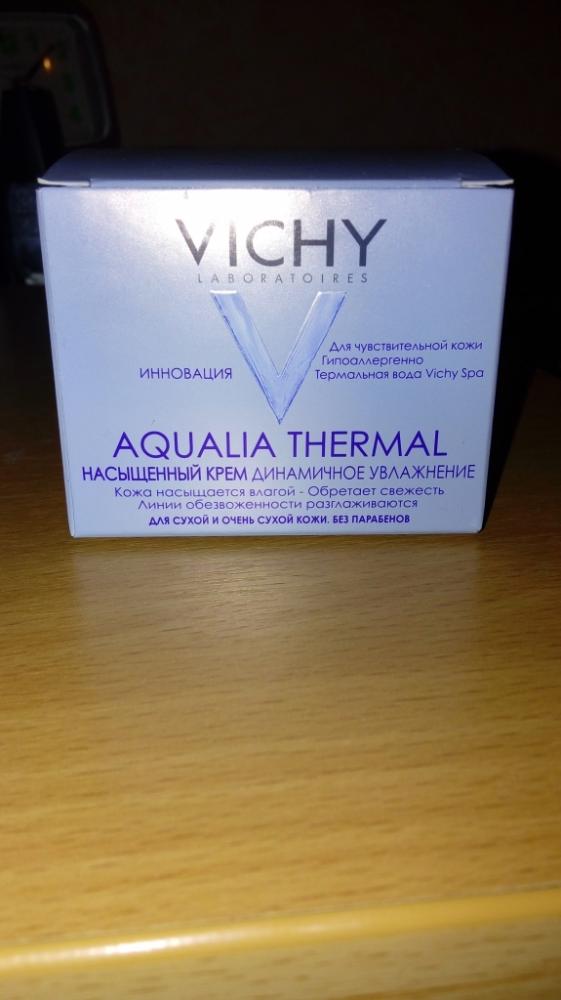 VICHY
LABORATOIRES
Для чувствительной кожи
Гипоаллергенно
ИННОВАЦИЯ
Термальная вода Vichy Spa
AQUALIA THERMAL
НАСЫЩЕННЫЙ КРЕМ ДИНАМИЧНОЕ УВЛАЖНЕНИЕ
Кожа насыщается влагой - Обретает свежесть
Линии обезвоженности разглаживаются
ДЛЯ СУХОЙ И ОЧЕНЬ СУХОЙ КОЖИ. БЕЗ ПАРАБЕНОВ